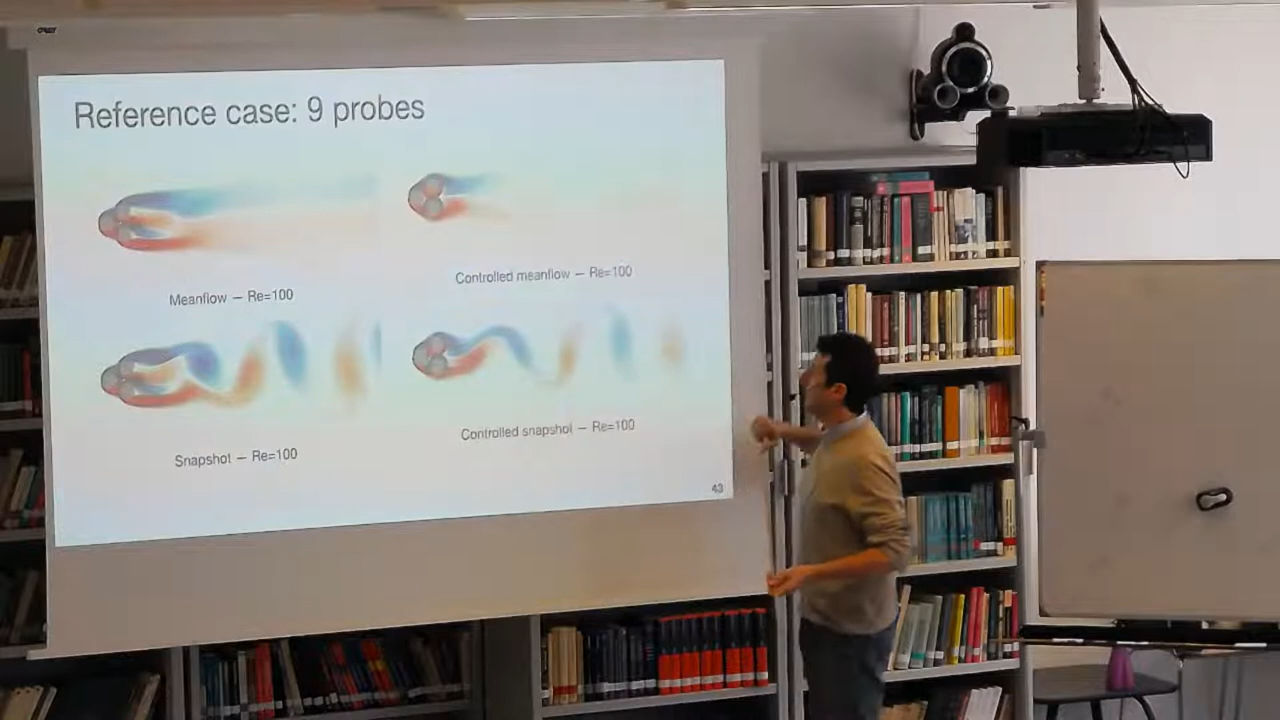 Reference case: 9 probes
Meanflow – Re=100
Controlled meanflow – Re=100
Snapshot – Re=100
Controlled snapshot – Re=100
43